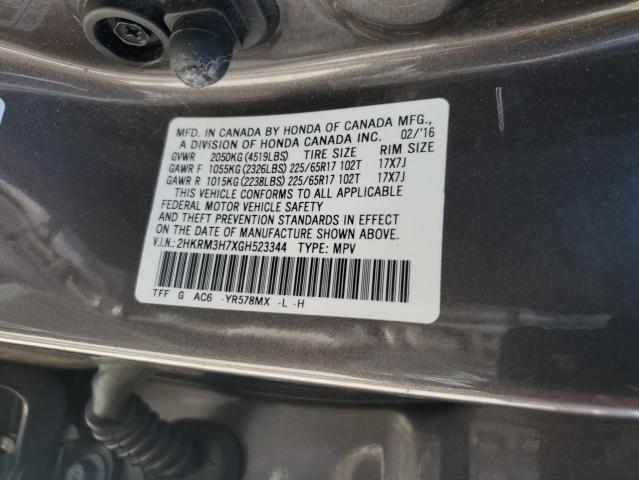 MFD. IN CANADA BY HONDA OF CANADA MFG.,
A DIVISION OF HONDA CANADA INC. 02/'16
GVWR 2050KG (4519LBS) TIRE SIZE RIM SIZE
GAWR F 1055KG (2326LBS) 225/65R17 102T 17X7J
GAWR R 1015KG (2238LBS) 225/65R17 102T 17X7J
THIS VEHICLE CONFORMS TO ALL APPLICABLE
FEDERAL MOTOR VEHICLE SAFETY
AND THEFT PREVENTION STANDARDS IN EFFECT
ON THE DATE OF MANUFACTURE SHOWN ABOVE.
V.I.N.:2HKRM3H7XGH523344 TYPE: MPV
TFF G AC6 -YR578MX -L -H